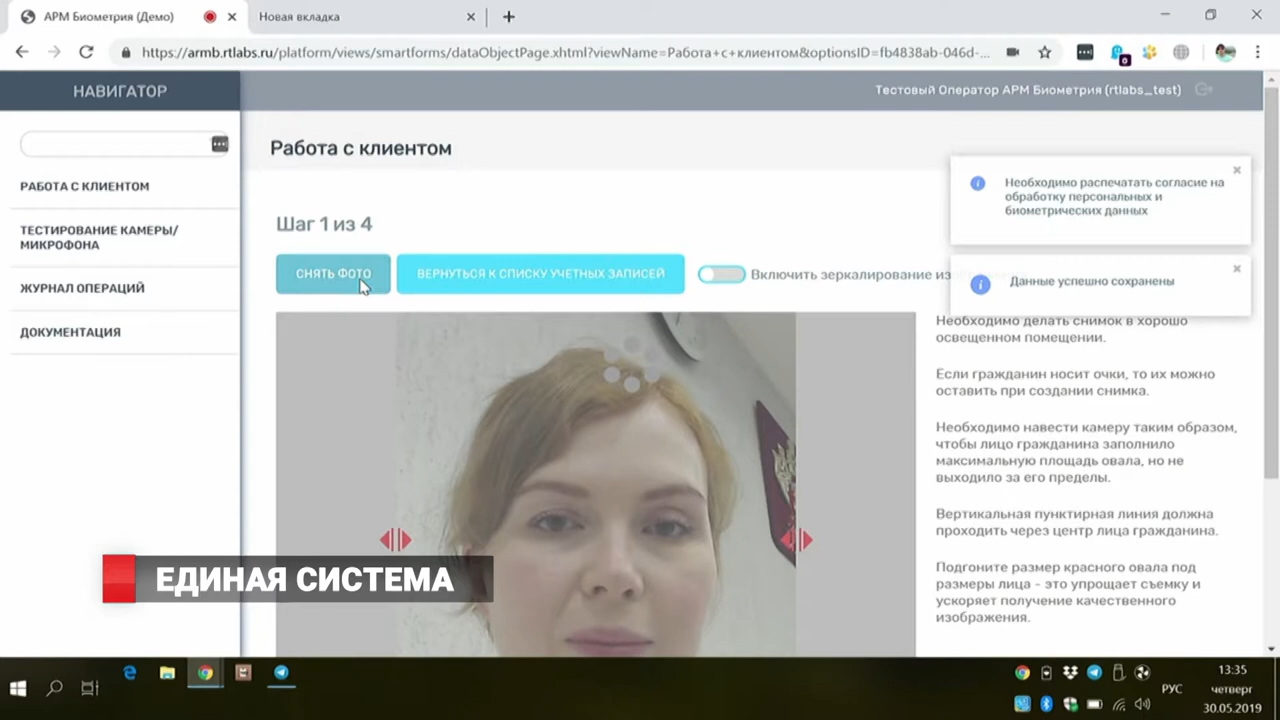 АРМ Биометрия (Демо)
Новая вкладка
https://armb.rtlabs.ru/platform/views/smartforms/dataObjectPage.xhtml?viewName=Работа+с+клиентом&optionsID=fb4838ab-046d-...
0
НАВИГАТОР
Тестовый Оператор АРМ Биометрия (rtlabs_test)
Работа с клиентом
РАБОТА С КЛИЕНТОМ
ТЕСТИРОВАНИЕ КАМЕРЫ/
МИКРОФОНА
ЖУРНАЛ ОПЕРАЦИЙ
ДОКУМЕНТАЦИЯ
Необходимо распечатать согласие на
обработку персональных и
биометрических данных
Данные успешно сохранены
Шаг 1 из 4
СНЯТЬ ФОТО
ВЕРНУТЬСЯ К СПИСКУ УЧЕТНЫХ ЗАПИСЕЙ
Включить зеркалирование из
Необходимо делать снимок в хорошо
освещенном помещении.
Если гражданин носит очки, то их можно
оставить при создании снимка.
Необходимо навести камеру таким образом,
чтобы лицо гражданина заполнило
максимальную площадь овала, но не
выходило за его пределы.
Вертикальная пунктирная линия должна
проходить через центр лица гражданина.
Подгоните размер красного овала под
размеры лица - это упрощает съемку и
ускоряет получение качественного
изображения.
ЕДИНАЯ СИСТЕМА
РУС
13:35
четверг
30.05.2019